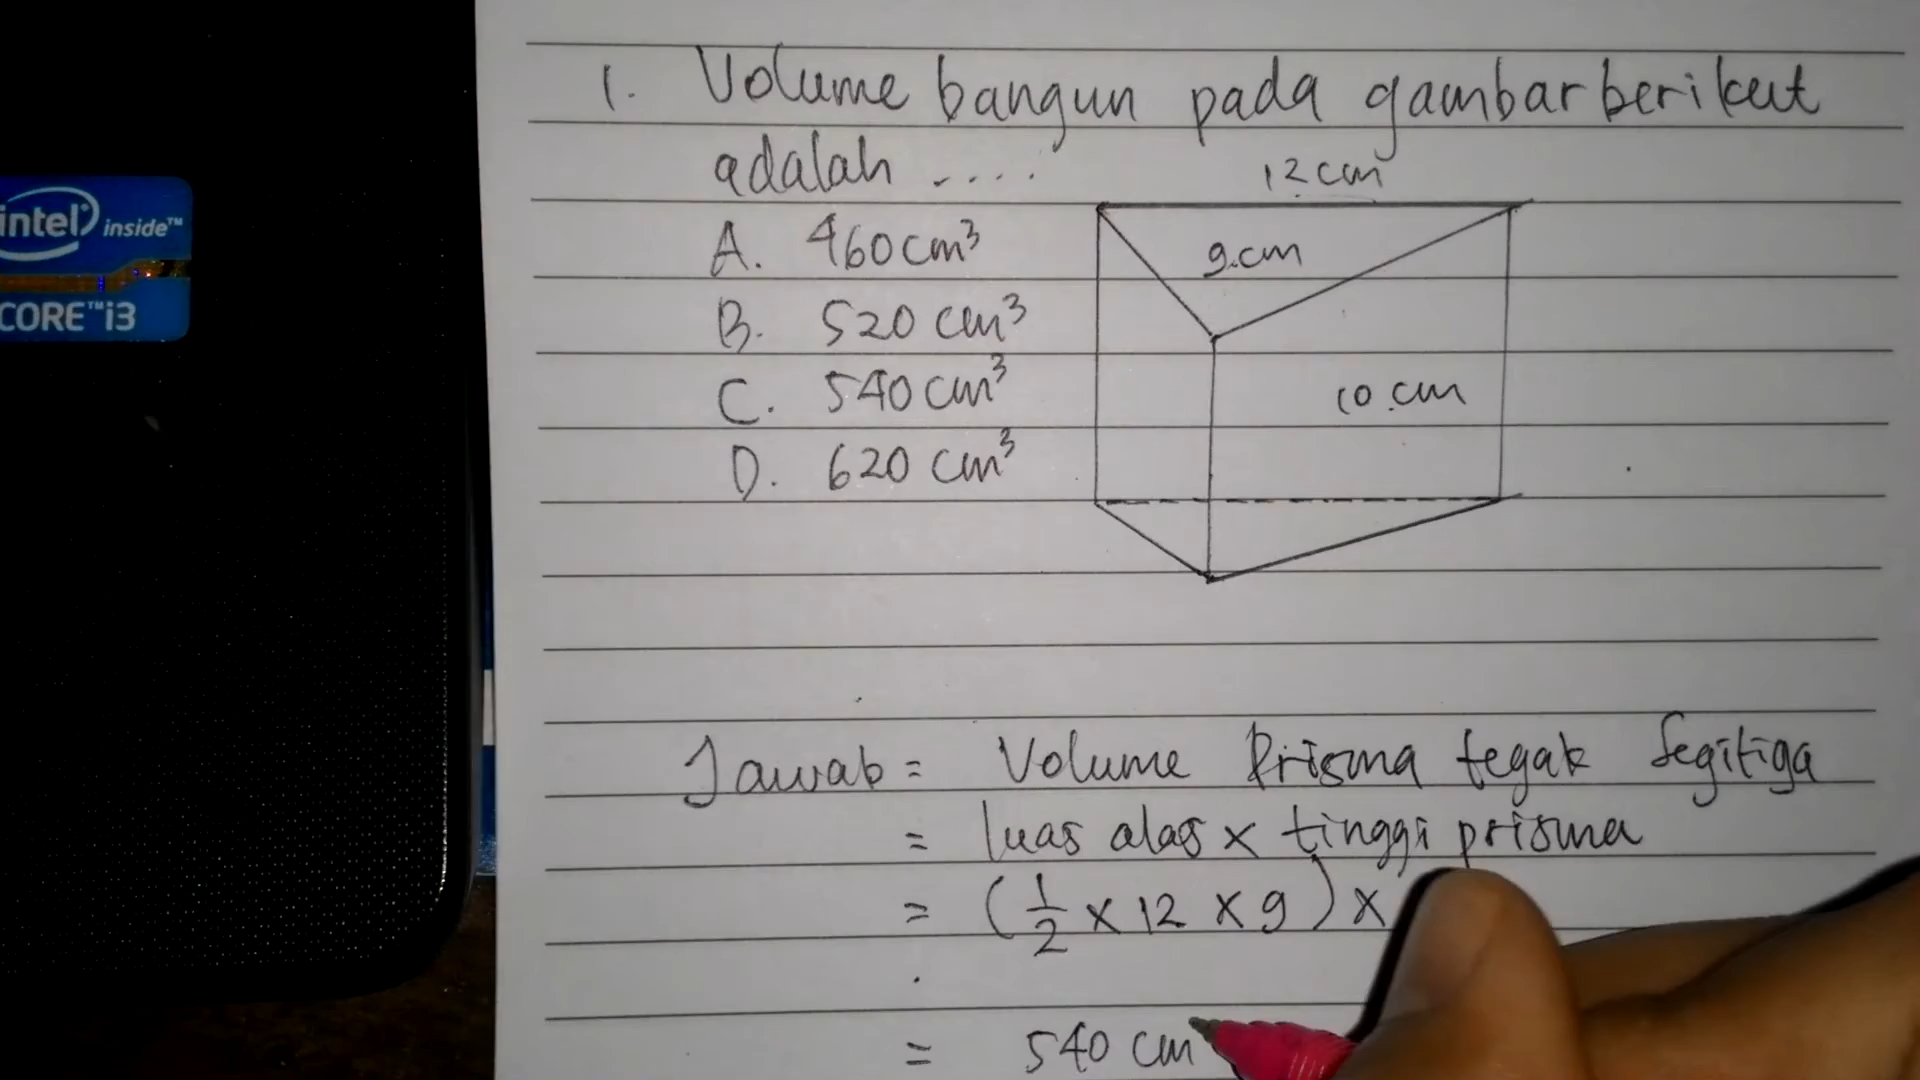 1. Volume bangun pada gambar berikut
adalah ....
12 cm
A. 460 cm³
9 cm
B. 520 cm³
C. 540 cm³
10 cm
D. 620 cm³
Jawab = Volume Prisma tegak segitiga
= luas alas x tinggi prisma
= (1/2 x 12 x 9) x
= 540 cm
intel inside™
CORE™ i3